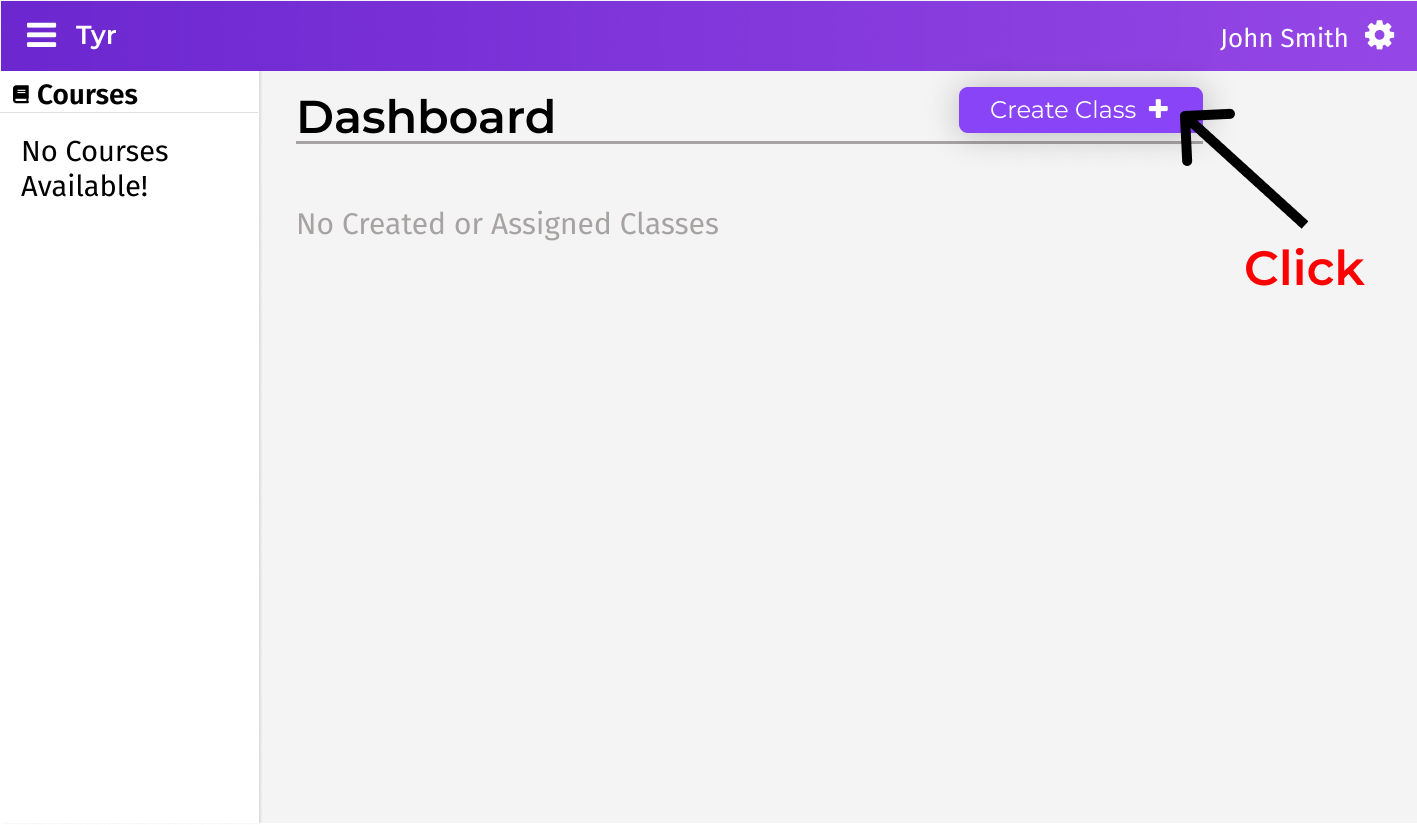 Tyr
John Smith
Courses
No Courses
Available!
Dashboard
Create Class
No Created or Assigned Classes
Click